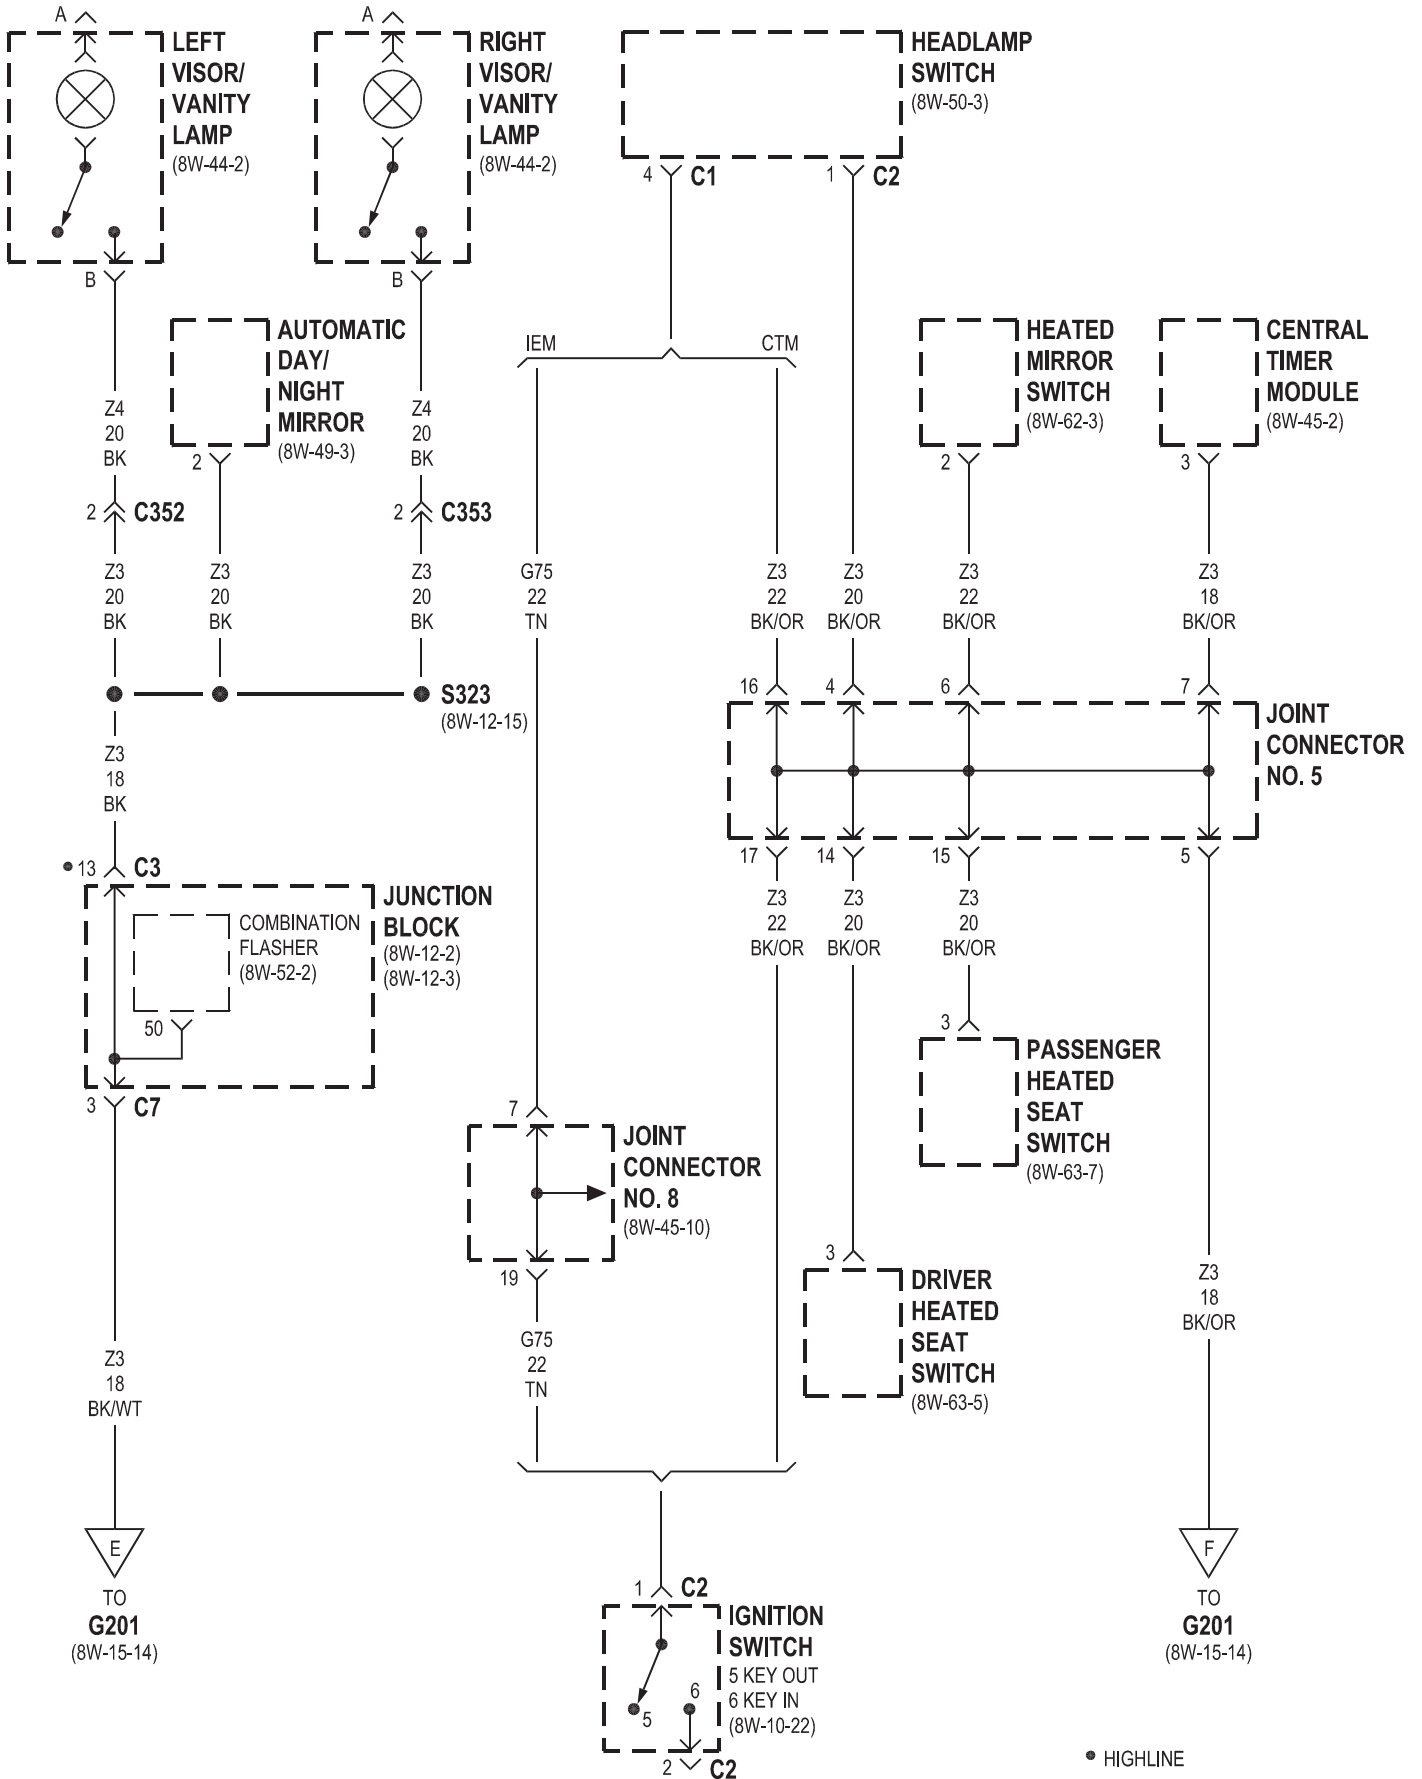 A
LEFT
VISOR/
VANITY
LAMP
(8W-44-2)
B
A
RIGHT
VISOR/
VANITY
LAMP
(8W-44-2)
B
HEADLAMP
SWITCH
(8W-50-3)
4
C1
1
C2
AUTOMATIC
DAY/
NIGHT
MIRROR
(8W-49-3)
2
IEM
CTM
HEATED
MIRROR
SWITCH
(8W-62-3)
2
CENTRAL
TIMER
MODULE
(8W-45-2)
3
Z4
20
BK
Z4
20
BK
2
C352
2
C353
Z3
20
BK
Z3
20
BK
Z3
20
BK
G75
22
TN
Z3
22
BK/OR
Z3
20
BK/OR
Z3
22
BK/OR
Z3
18
BK/OR
S323
(8W-12-15)
16
4
6
7
JOINT
CONNECTOR
NO. 5
17
14
15
5
Z3
18
BK
13
C3
JUNCTION
BLOCK
(8W-12-2)
(8W-12-3)
COMBINATION
FLASHER
(8W-52-2)
50
3
C7
Z3
22
BK/OR
Z3
20
BK/OR
Z3
20
BK/OR
3
PASSENGER
HEATED
SEAT
SWITCH
(8W-63-7)
7
JOINT
CONNECTOR
NO. 8
(8W-45-10)
19
3
DRIVER
HEATED
SEAT
SWITCH
(8W-63-5)
Z3
18
BK/OR
G75
22
TN
Z3
18
BK/WT
E
TO
G201
(8W-15-14)
F
TO
G201
(8W-15-14)
1
C2
IGNITION
SWITCH
5 KEY OUT
6 KEY IN
(8W-10-22)
6
5
2
C2
HIGHLINE